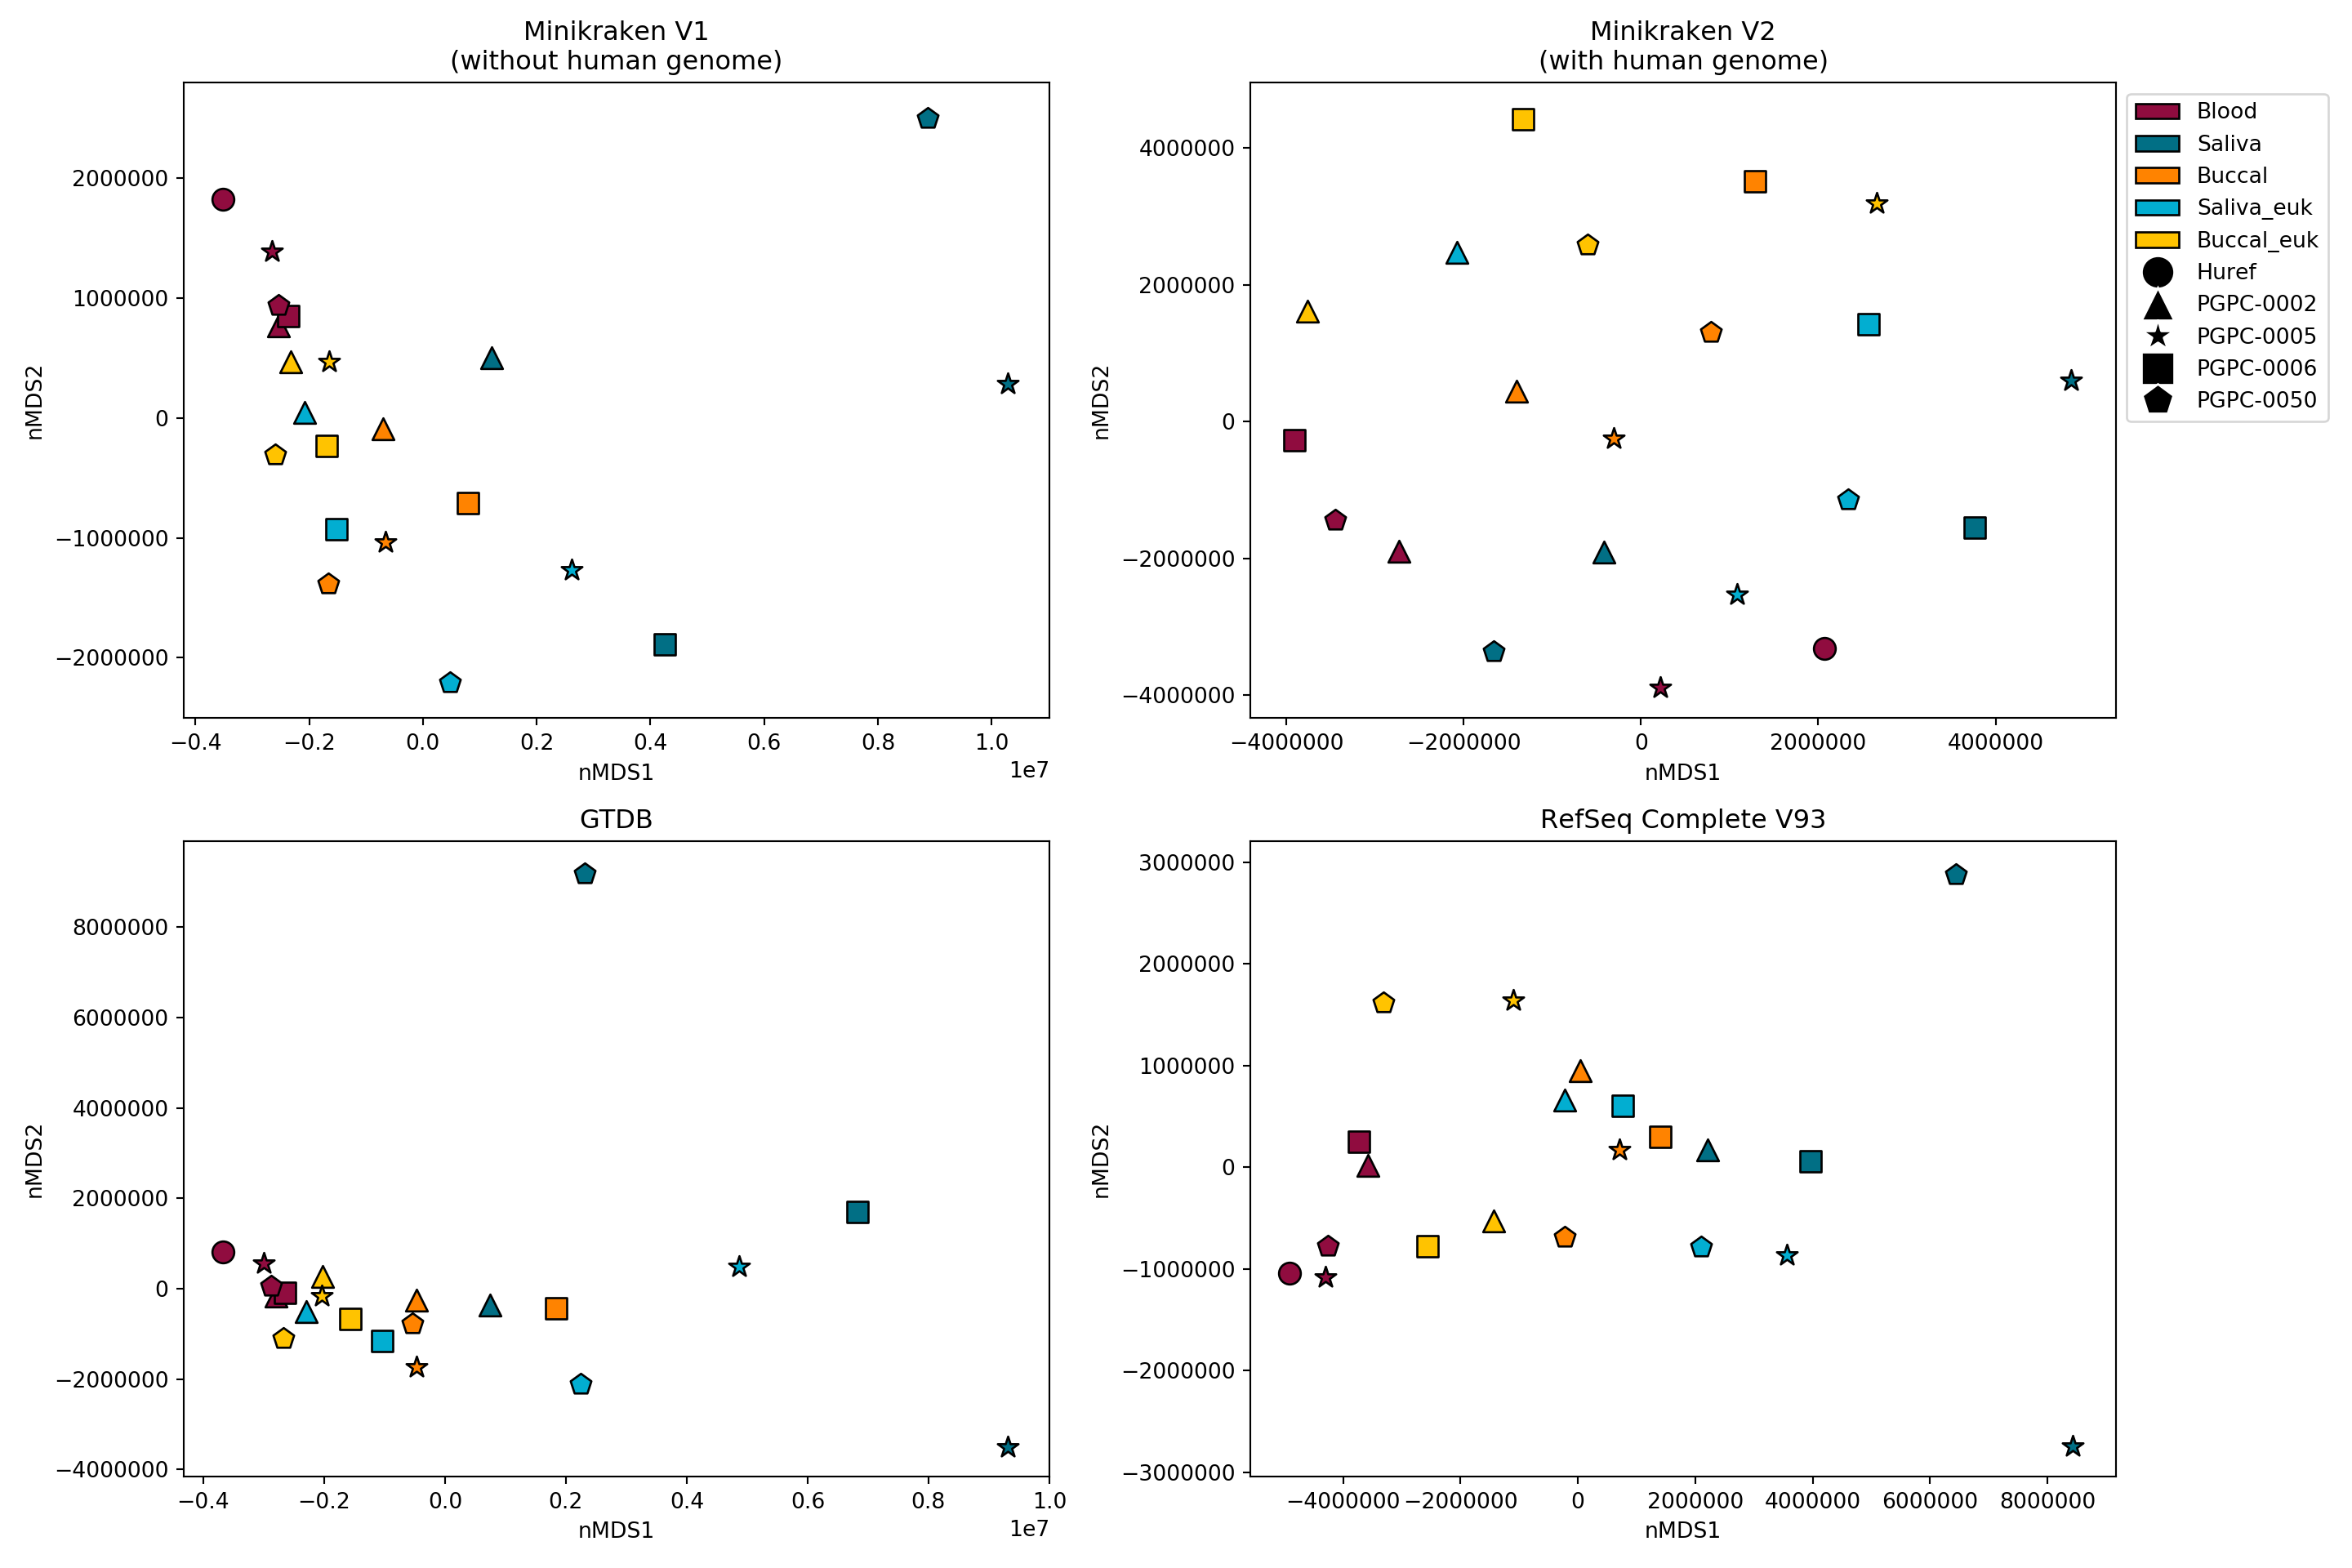 Minikraken V1
(without human genome)
2000000
1000000
0
−1000000
−2000000
nMDS2
−0.4 −0.2 0.0 0.2 0.4 0.6 0.8 1.0
1e7
nMDS1
Minikraken V2
(with human genome)
4000000
2000000
0
−2000000
−4000000
nMDS2
−4000000 −2000000 0 2000000 4000000
nMDS1
Blood
Saliva
Buccal
Saliva_euk
Buccal_euk
Huref
PGPC-0002
PGPC-0005
PGPC-0006
PGPC-0050
GTDB
8000000
6000000
4000000
2000000
0
−2000000
−4000000
nMDS2
−0.4 −0.2 0.0 0.2 0.4 0.6 0.8 1.0
1e7
nMDS1
RefSeq Complete V93
3000000
2000000
1000000
0
−1000000
−2000000
−3000000
nMDS2
−4000000 −2000000 0 2000000 4000000 6000000 8000000
nMDS1